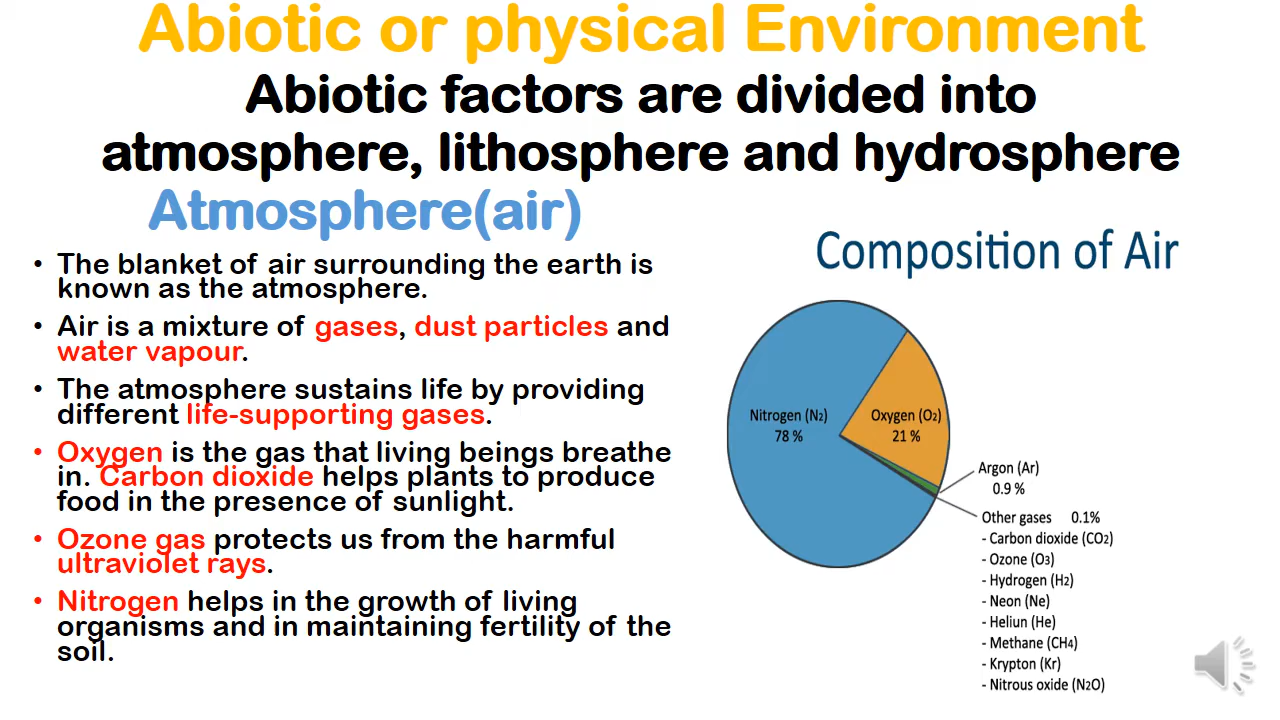 Abiotic or physical Environment
Abiotic factors are divided into
atmosphere, lithosphere and hydrosphere
Atmosphere(air)
• The blanket of air surrounding the earth is
known as the atmosphere.
• Air is a mixture of gases, dust particles and
water vapour.
• The atmosphere sustains life by providing
different life-supporting gases.
• Oxygen is the gas that living beings breathe
in. Carbon dioxide helps plants to produce
food in the presence of sunlight.
• Ozone gas protects us from the harmful
ultraviolet rays.
• Nitrogen helps in the growth of living
organisms and in maintaining fertility of the
soil.
Composition of Air
Nitrogen (N2)
78 %
Oxygen (O2)
21 %
Argon (Ar)
0.9 %
Other gases 0.1%
- Carbon dioxide (CO2)
- Ozone (O3)
- Hydrogen (H2)
- Neon (Ne)
- Heliun (He)
- Methane (CH4)
- Krypton (Kr)
- Nitrous oxide (N2O)